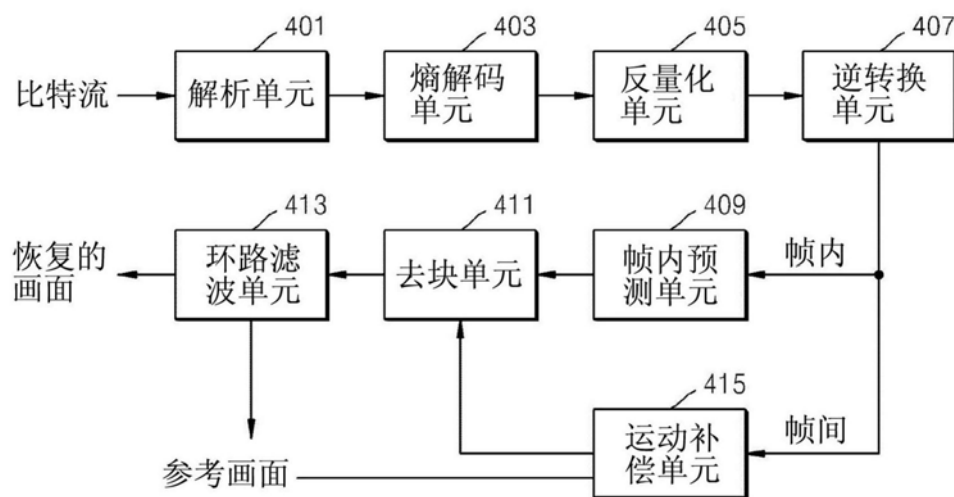 401
403
405
407
比特流
解析单元
熵解码
单元
反量化
单元
逆转换
单元
413
411
409
恢复的
画面
环路滤
波单元
去块单元
帧内预
测单元
帧内
415
参考画面
运动补
偿单元
帧间